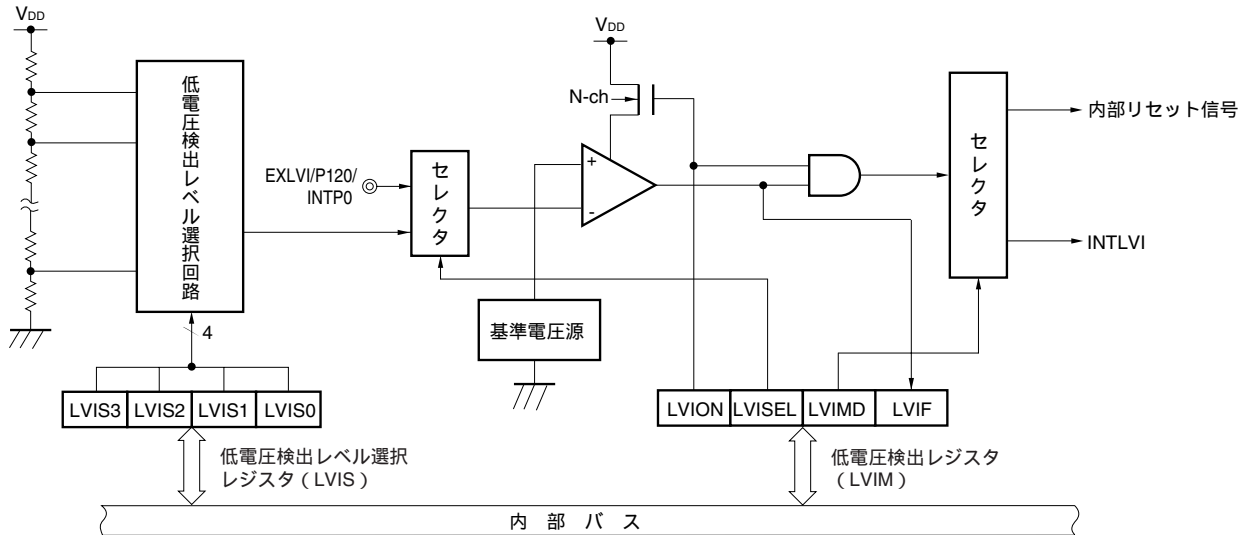 VDD
低電圧検出レベル選択回路
VDD
N-ch
EXLVI/P120/
INTP0
セレクタ
+
-
基準電圧源
セレクタ
内部リセット信号
INTLVI
4
LVIS3 LVIS2 LVIS1 LVIS0
LVION LVISEL LVIMD LVIF
低電圧検出レベル選択
レジスタ（LVIS）
低電圧検出レジスタ
（LVIM）
内 部 バ ス